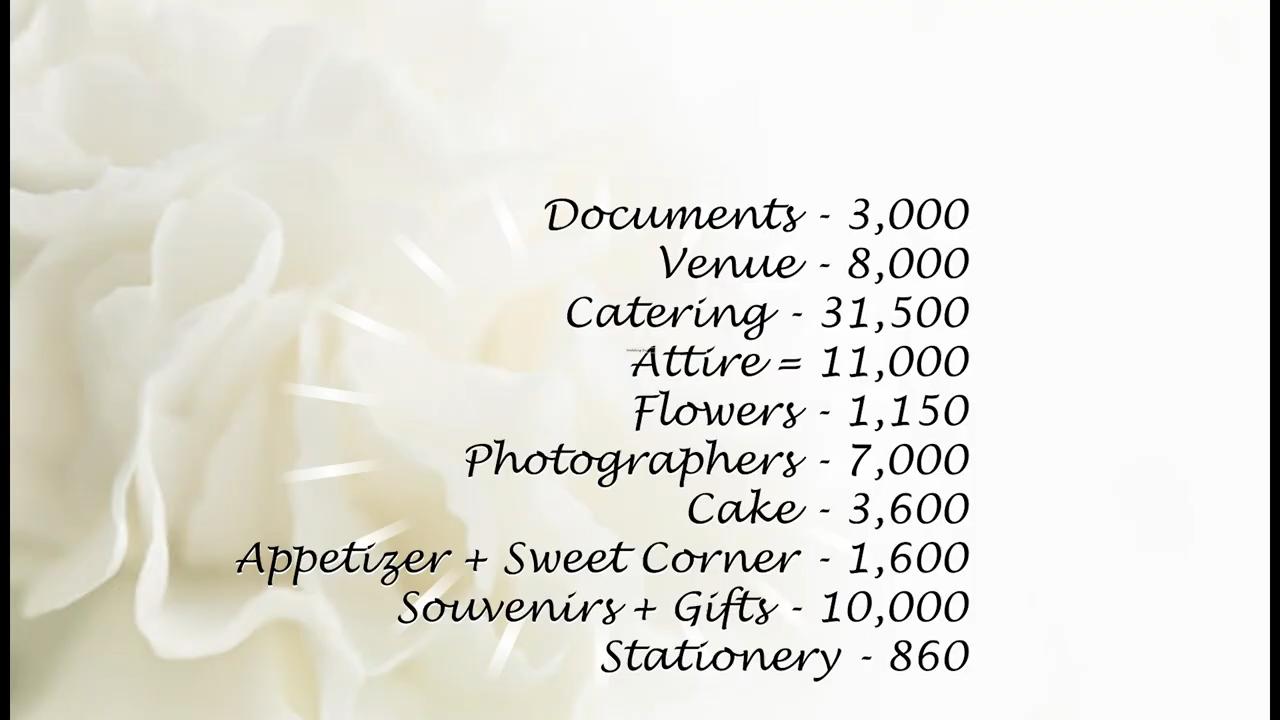 Documents - 3,000
Venue - 8,000
Catering - 31,500
Attire = 11,000
Flowers - 1,150
Photographers - 7,000
Cake - 3,600
Appetizer + Sweet Corner - 1,600
Souvenirs + Gifts - 10,000
Stationery - 860